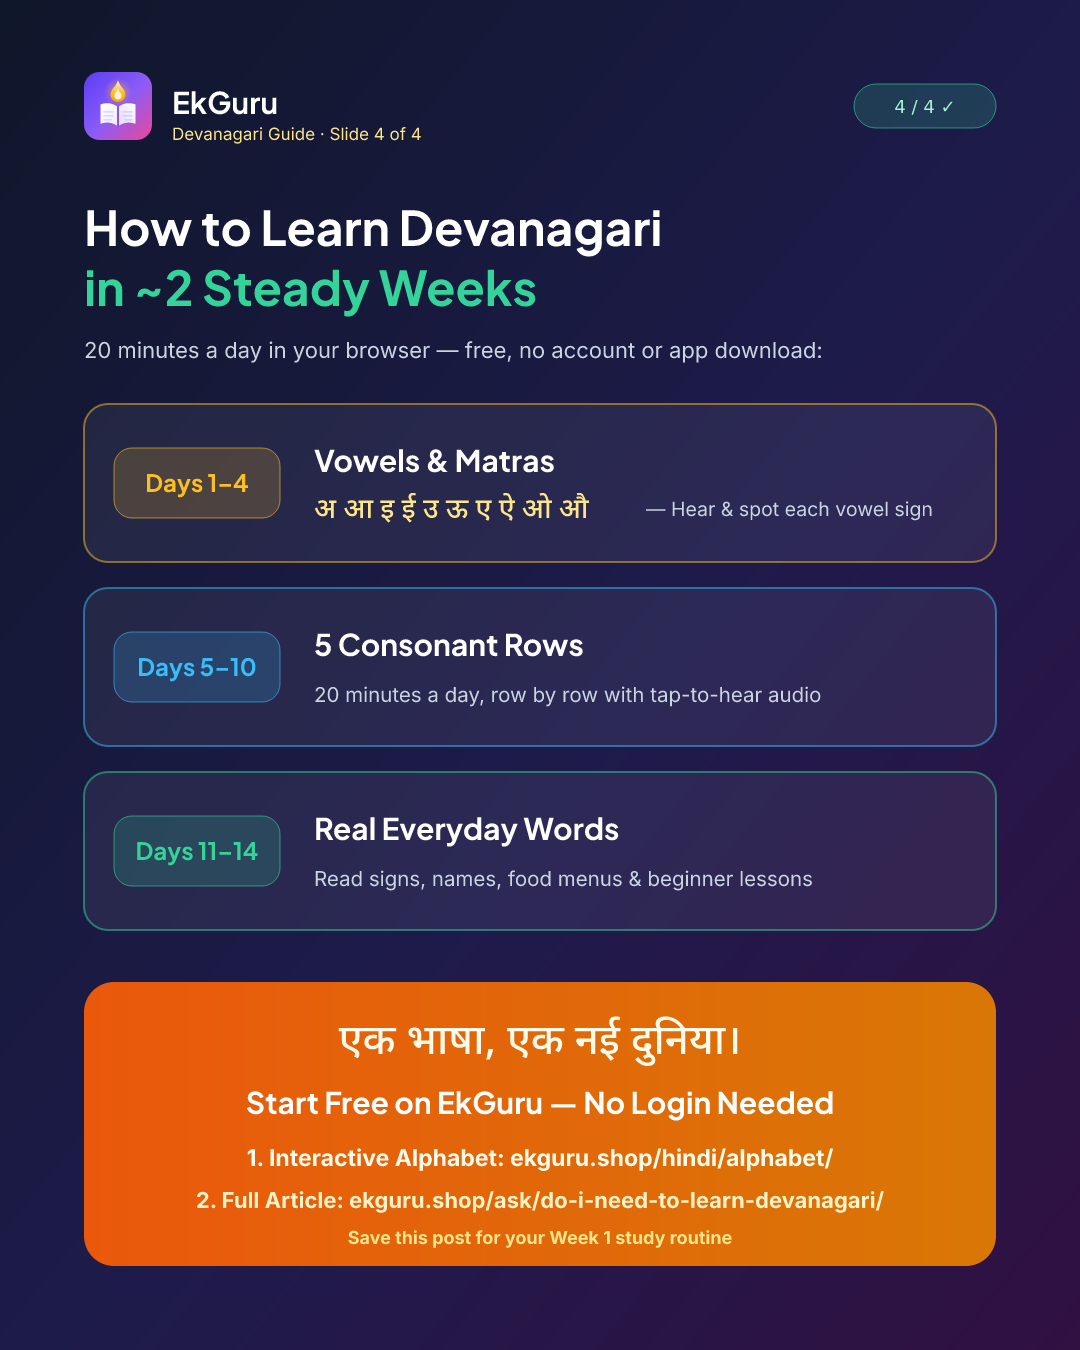 EkGuru
Devanagari Guide · Slide 4 of 4
4 / 4 ✓
How to Learn Devanagari
in ~2 Steady Weeks
20 minutes a day in your browser — free, no account or app download:
Days 1–4
Vowels & Matras
अ आ इ ई उ ऊ ए ऐ ओ औ — Hear & spot each vowel sign
Days 5–10
5 Consonant Rows
20 minutes a day, row by row with tap-to-hear audio
Days 11–14
Real Everyday Words
Read signs, names, food menus & beginner lessons
एक भाषा, एक नई दुनिया।
Start Free on EkGuru — No Login Needed
1. Interactive Alphabet: ekguru.shop/hindi/alphabet/
2. Full Article: ekguru.shop/ask/do-i-need-to-learn-devanagari/
Save this post for your Week 1 study routine